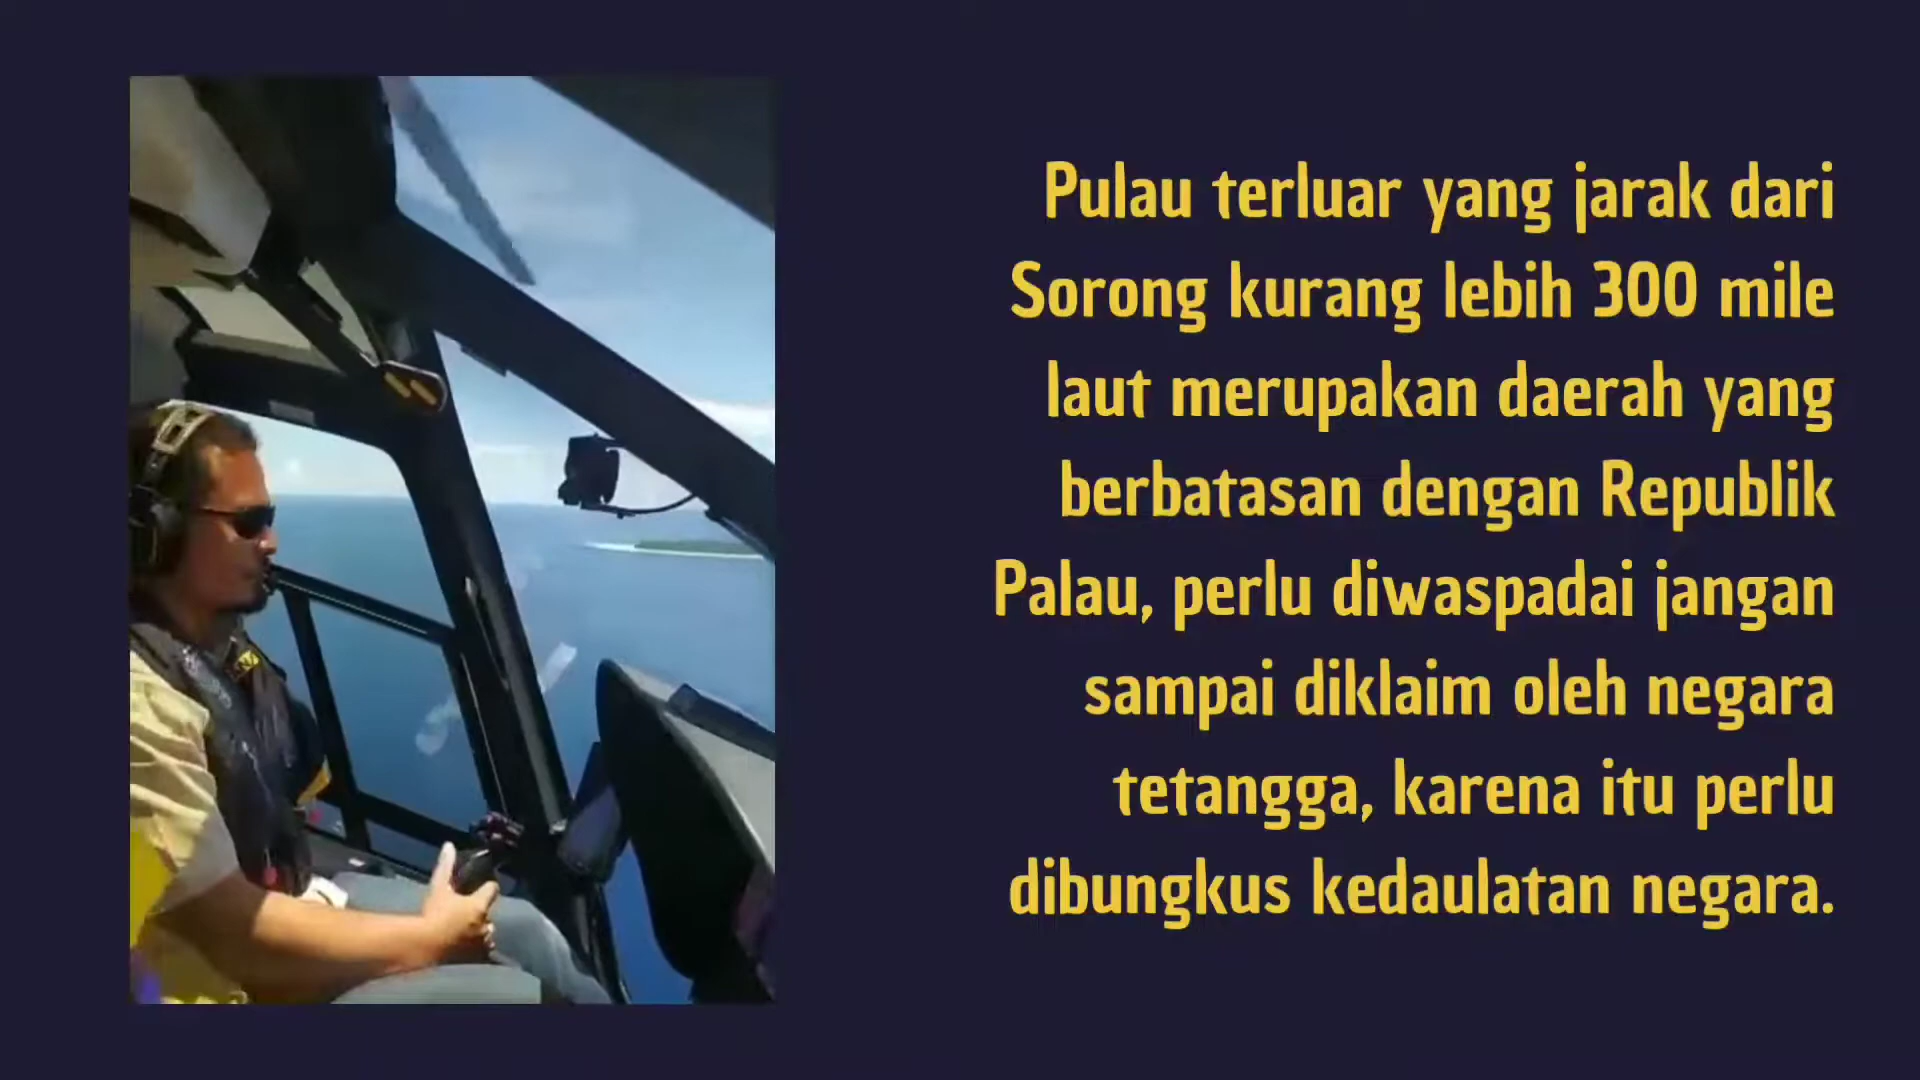 Pulau terluar yang jarak dari
Sorong kurang lebih 300 mile
laut merupakan daerah yang
berbatasan dengan Republik
Palau, perlu diwaspadai jangan
sampai diklaim oleh negara
tetangga, karena itu perlu
dibungkus kedaulatan negara.